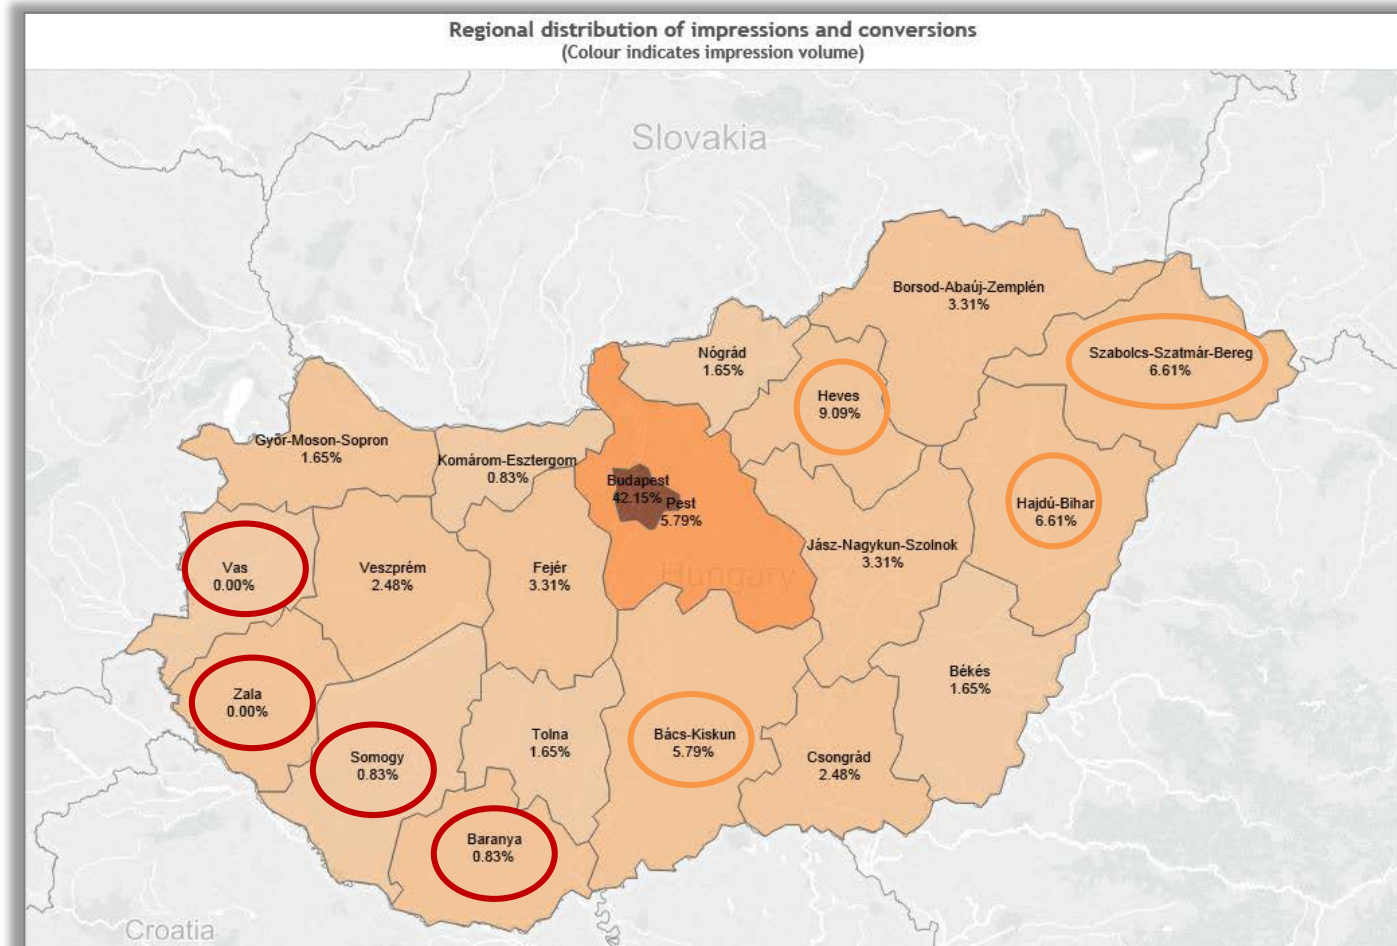 Regional distribution of impressions and conversions
(Colour indicates impression volume)
Slovakia
Borsod-Abaúj-Zemplén
3.31%
Szabolcs-Szatmár-Bereg
6.61%
Nógrád
1.65%
Heves
9.09%
Győr-Moson-Sopron
1.65%
Komárom-Esztergom
0.83%
Budapest
42.15%
Pest
5.79%
Hajdú-Bihar
6.61%
Jász-Nagykun-Szolnok
3.31%
Vas
0.00%
Veszprém
2.48%
Fejér
3.31%
Hungary
Békés
1.65%
Zala
0.00%
Somogy
0.83%
Tolna
1.65%
Bács-Kiskun
5.79%
Csongrád
2.48%
Baranya
0.83%
Croatia